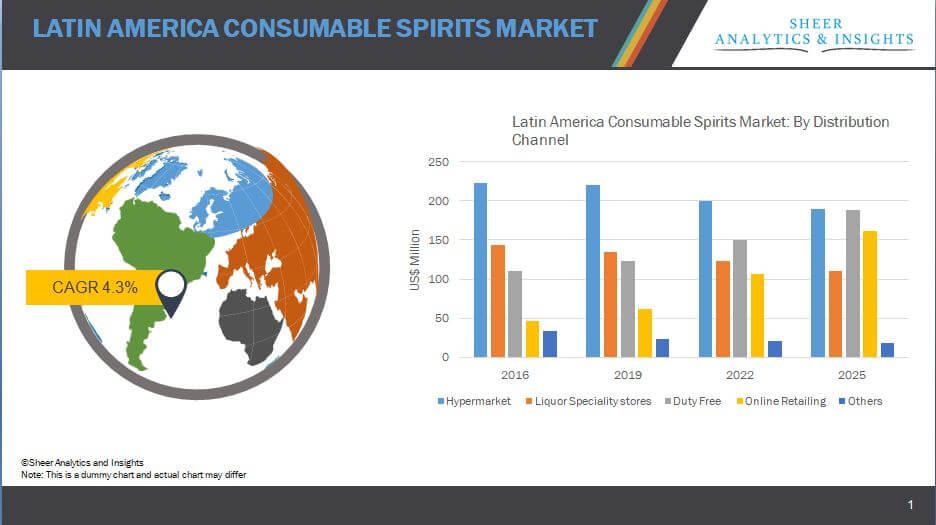 LATIN AMERICA CONSUMABLE SPIRITS MARKET
SHEER
ANALYTICS & INSIGHTS
CAGR 4.3%
Latin America Consumable Spirits Market: By Distribution
Channel
US$ Million
250
200
150
100
50
0
2016 2019 2022 2025
Hypermarket Liquor Speciality stores Duty Free Online Retailing Others
©Sheer Analytics and Insights
Note: This is a dummy chart and actual chart may differ
1